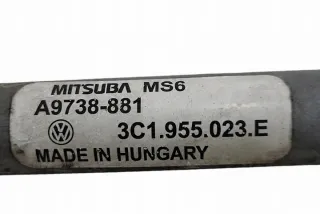 MITSUBA MS6
A9738-881
3C1.955.023.E
MADE IN HUNGARY